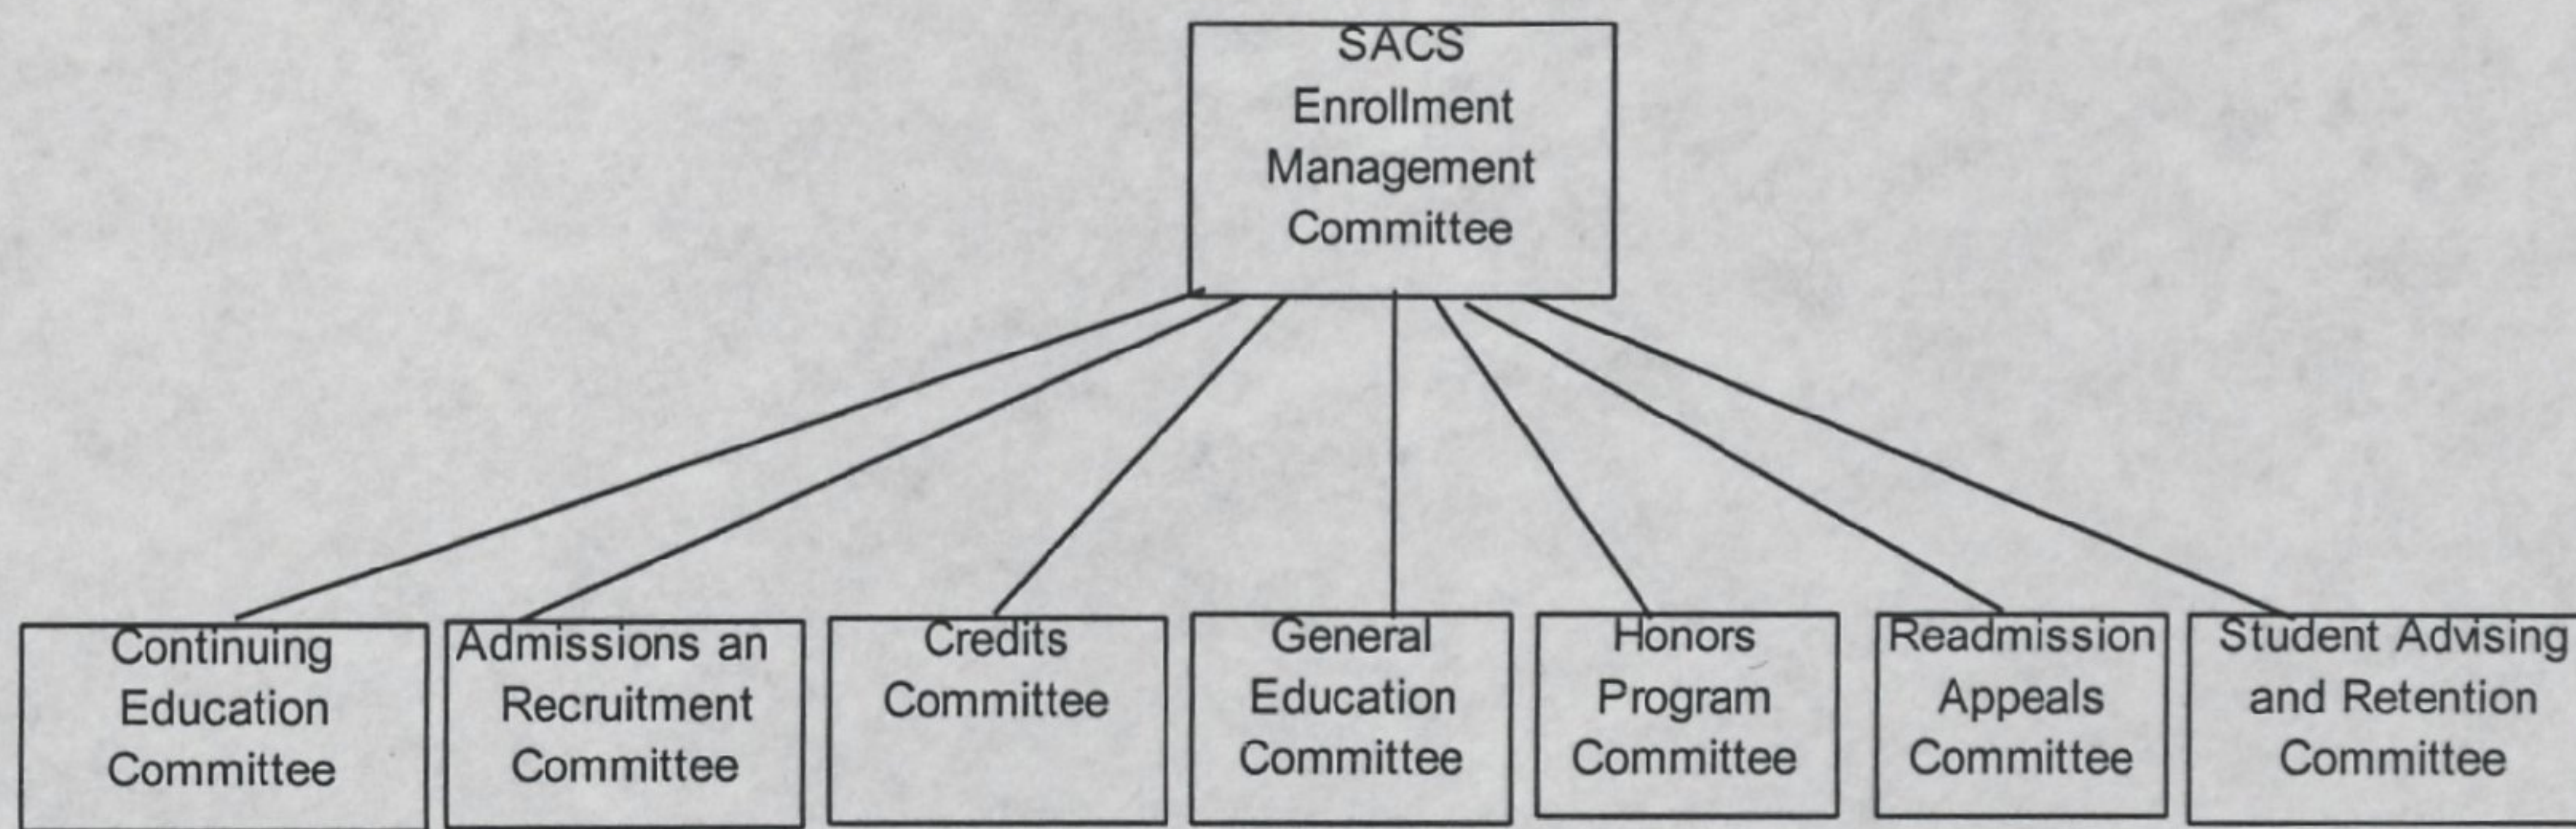 SACS
Enrollment
Management
Committee
Continuing
Education
Committee
Admissions an
Recruitment
Committee
Credits
Committee
General
Education
Committee
Honors
Program
Committee
Readmission
Appeals
Committee
Student Advising
and Retention
Committee